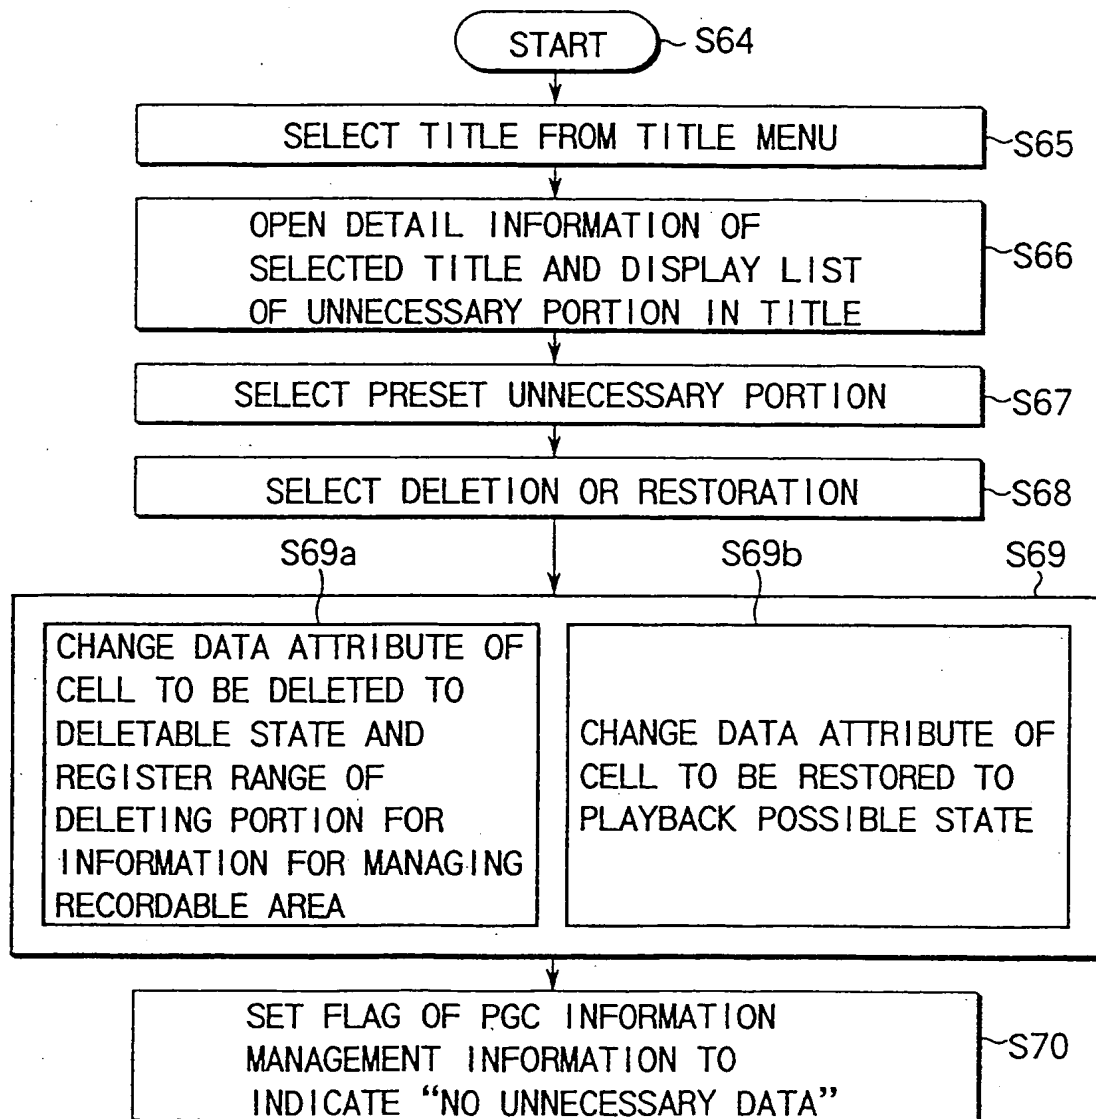 START
S64
SELECT TITLE FROM TITLE MENU
S65
OPEN DETAIL INFORMATION OF
SELECTED TITLE AND DISPLAY LIST
OF UNNECESSARY PORTION IN TITLE
S66
SELECT PRESET UNNECESSARY PORTION
S67
SELECT DELETION OR RESTORATION
S68
S69a
S69b
S69
CHANGE DATA ATTRIBUTE OF
CELL TO BE DELETED TO
DELETABLE STATE AND
REGISTER RANGE OF
DELETING PORTION FOR
INFORMATION FOR MANAGING
RECORDABLE AREA
CHANGE DATA ATTRIBUTE OF
CELL TO BE RESTORED TO
PLAYBACK POSSIBLE STATE
SET FLAG OF PGC INFORMATION
MANAGEMENT INFORMATION TO
INDICATE “NO UNNECESSARY DATA”
S70